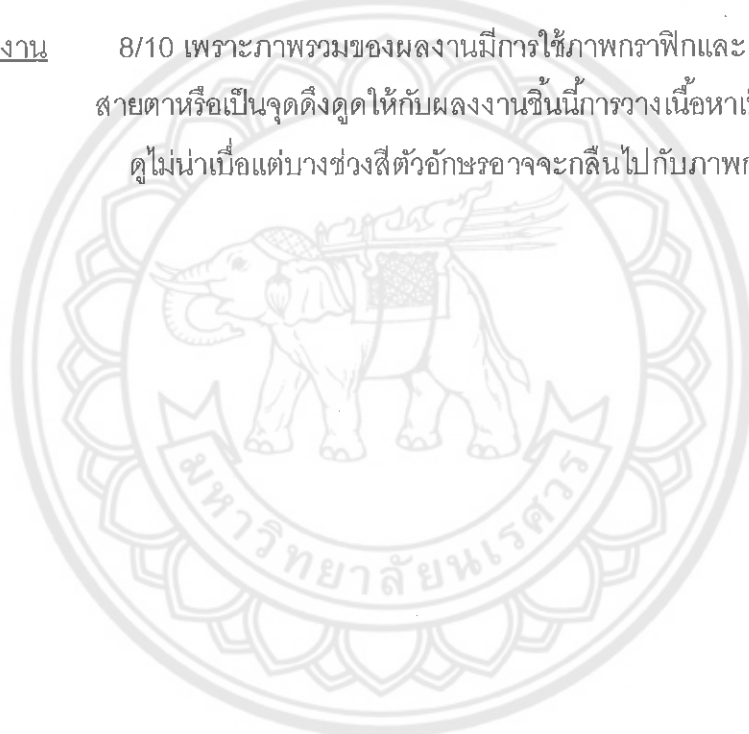 งาน 8/10 เพราะภาพรวมของผลงานมีการใช้ภาพกราฟิกและ
สายตาหรือเป็นจุดดึงดูดให้กับผลงงานชิ้นนี้การวางเนื้อหา
ดูไม่น่าเบื่อแต่บางช่วงสีตัวอักษรอาจจะกลืนไปกับภาพ
มหาวิทยาลัยนเรศวร